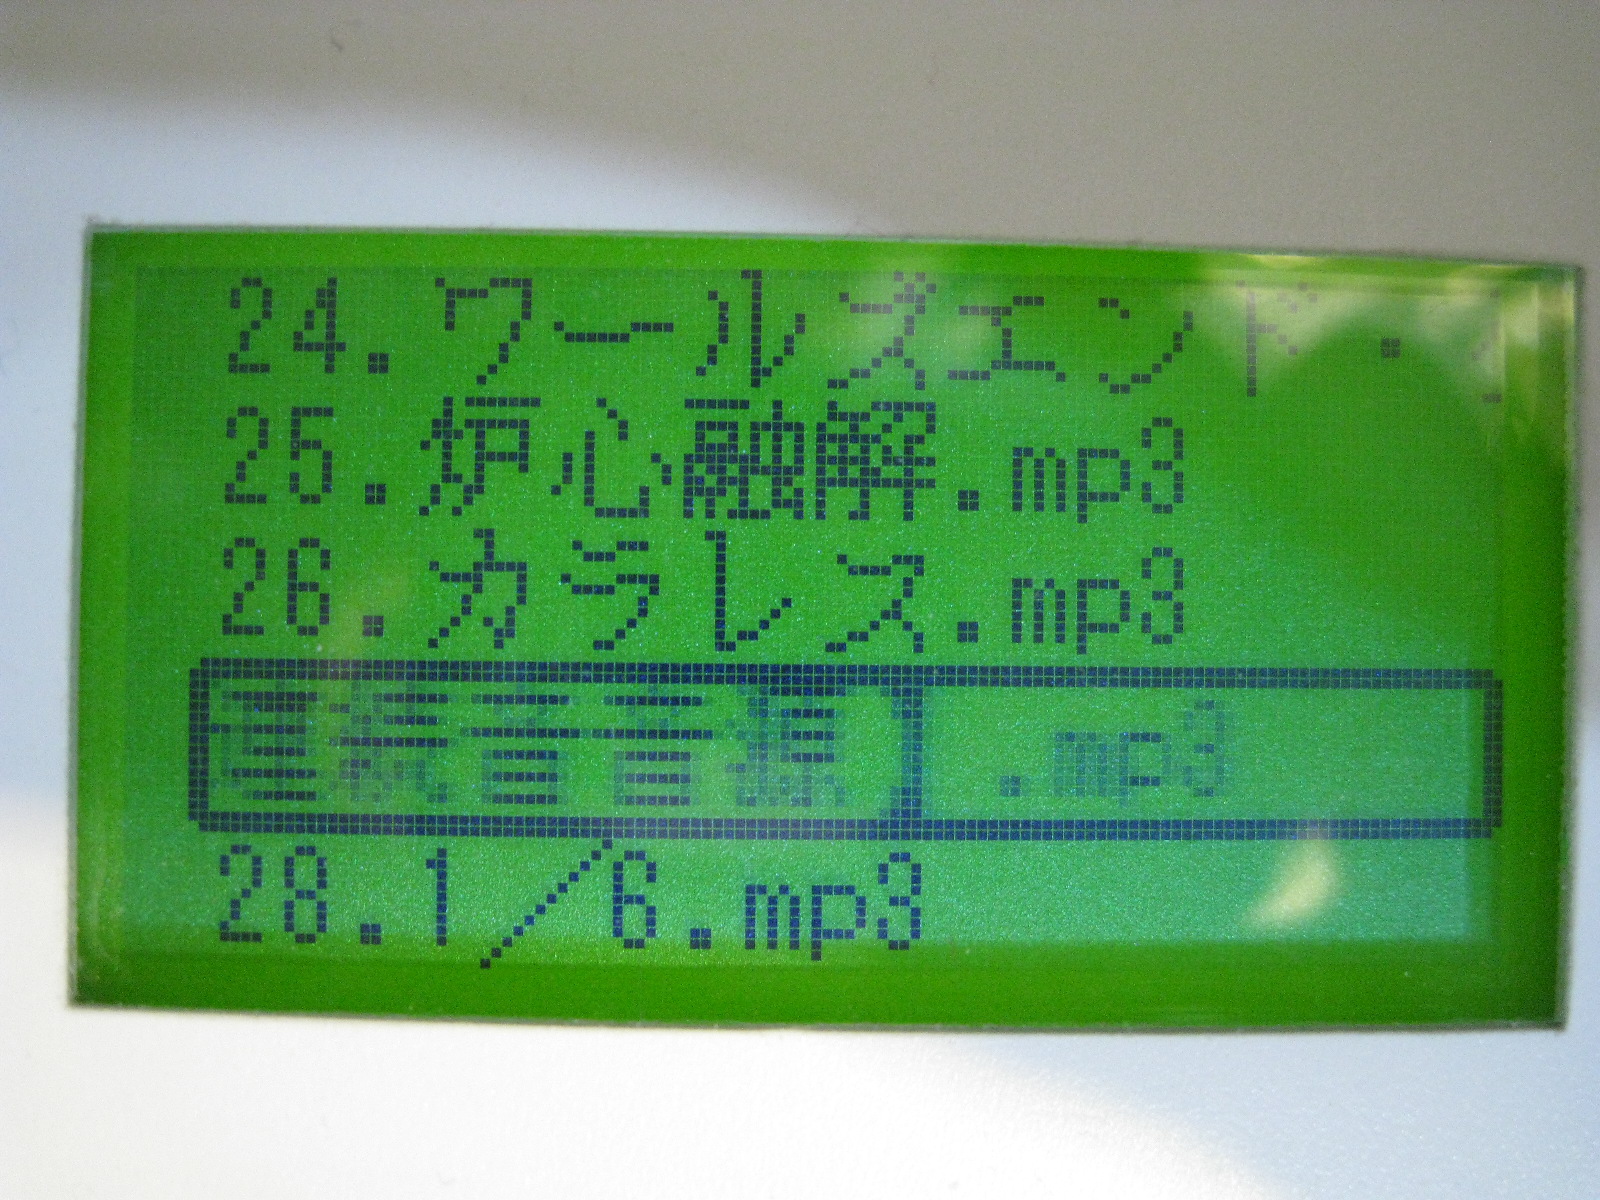 24.ワールズエンド.
25.炉心融解.mp3
26.カラレス.mp3
.mp3
28.1／6.mp3